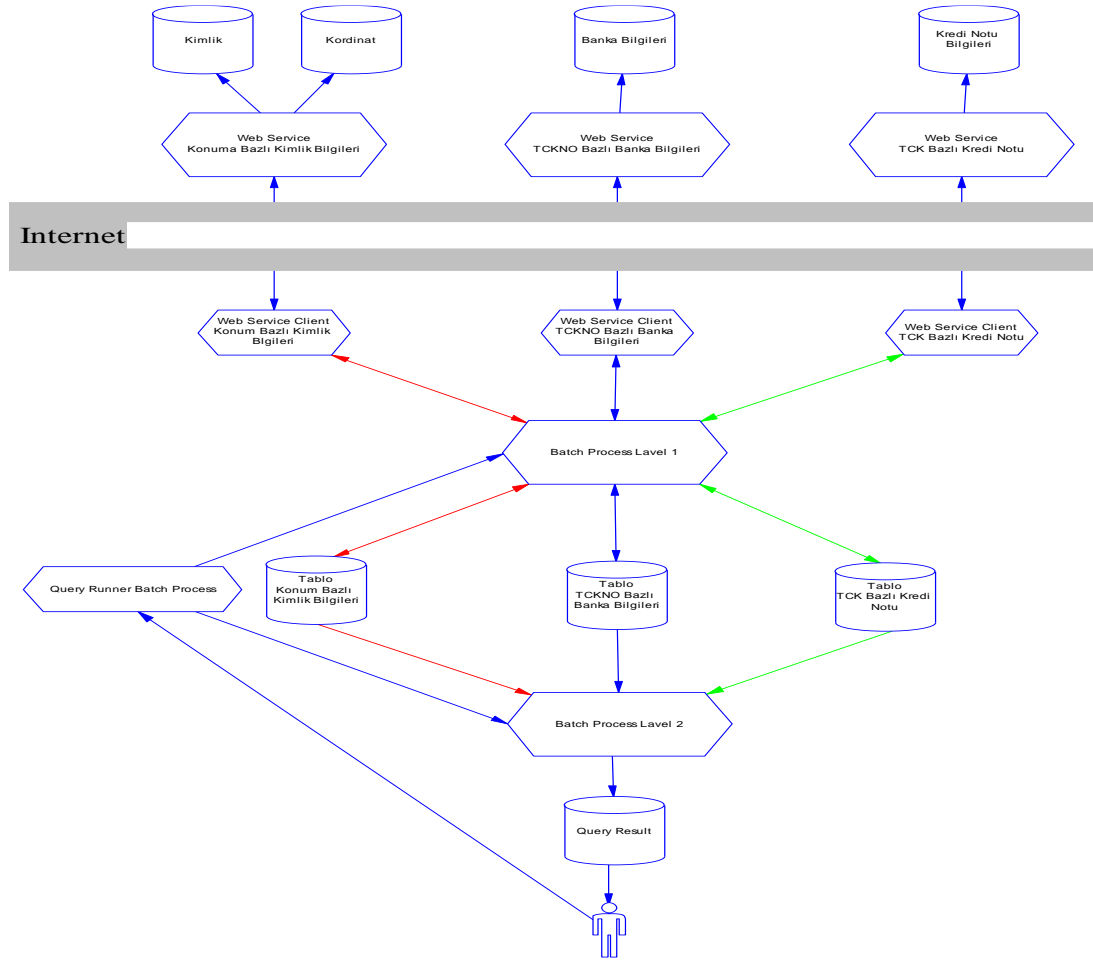 Kimlik
Kordinat
Banka Bilgileri
Kredi Notu
Bilgileri
Web Service
Konuma Bazlı Kimlik Bilgileri
Web Service
TCKNO Bazlı Banka Bilgileri
Web Service
TCK Bazlı Kredi Notu
Internet
Web Service Client
Konum Bazlı Kimlik
Blgileri
Web Service Client
TCKNO Bazlı Banka
Bilgileri
Web Service Client
TCK Bazlı Kredi Notu
Batch Process Lavel 1
Query Runner Batch Process
Tablo
Konum Bazlı
Kimlik Bilgileri
Tablo
TCKNO Bazlı
Banka Bilgileri
Tablo
TCK Bazlı Kredi
Notu
Batch Process Lavel 2
Query Result